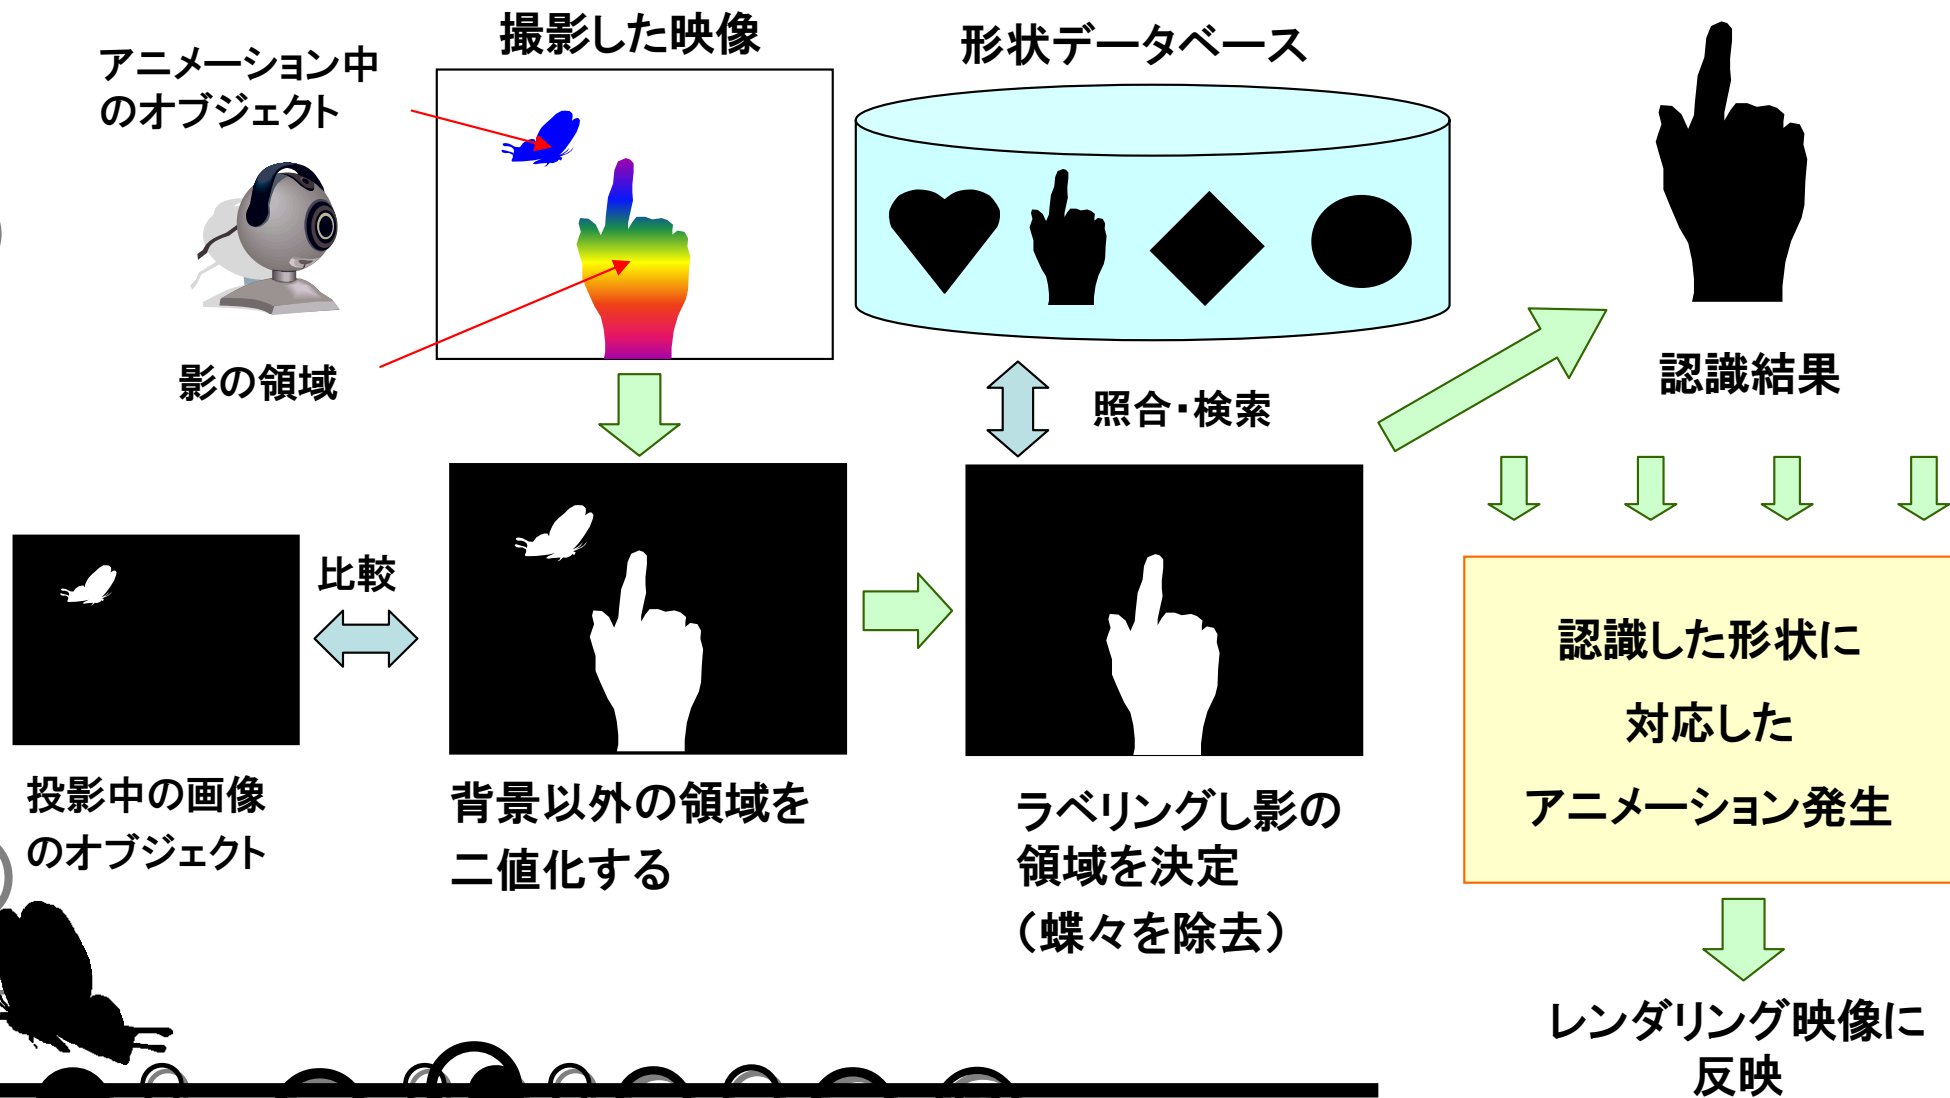 アニメーション中
のオブジェクト
撮影した映像
形状データベース
影の領域
照合・検索
認識結果
比較
投影中の画像
のオブジェクト
背景以外の領域を
二値化する
ラベリングし影の
領域を決定
（蝶々を除去）
認識した形状に
対応した
アニメーション発生
レンダリング映像に
反映